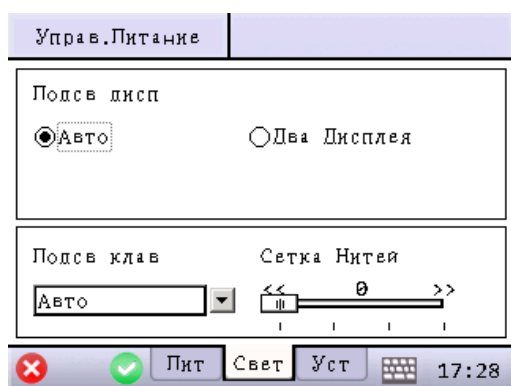 Управ.Питание
Подсв дисп
Авто
Два Дисплея
Подсв клав
Сетка Нитей
Авто
<< 0 >>
Пит Свет Уст
17:28